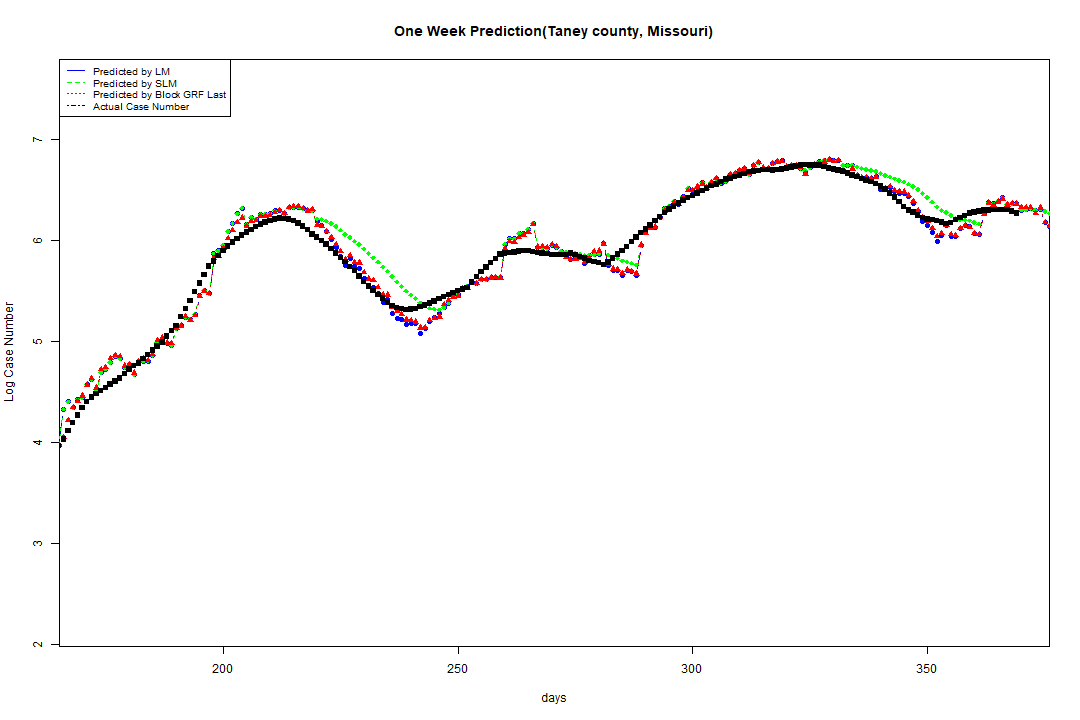 One Week Prediction(Taney county, Missouri)
Predicted by LM
Predicted by SLM
Predicted by Block GRF Last
Actual Case Number
7
6
5
4
3
2
Log Case Number
200
250
300
350
days